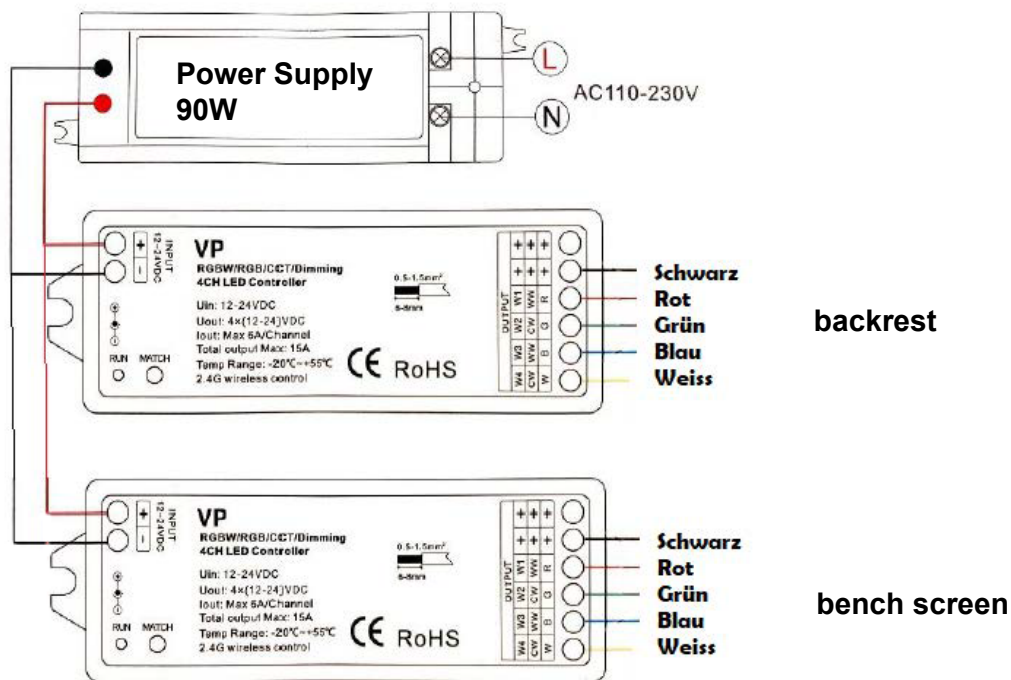 Power Supply
90W
L
N
AC110-230V
+
-
INPUT
12~24VDC
RUN MATCH
VP
RGBW/RGB/CCT/Dimming
4CH LED Controller
Uin: 12-24VDC
Uout: 4×(12-24)VDC
Iout: Max 6A/Channel
Total output Max: 15A
Temp Range: -20℃~+55℃
2.4G wireless control
0.5-1.5mm²
6-8mm
CE RoHS
OUTPUT
+ + +
+ + +
W1 WW R
W2 CW G
W3 WW B
W4 CW W
Schwarz
Rot
Grün
Blau
Weiss
backrest
+
-
INPUT
12~24VDC
RUN MATCH
VP
RGBW/RGB/CCT/Dimming
4CH LED Controller
Uin: 12-24VDC
Uout: 4×(12-24)VDC
Iout: Max 6A/Channel
Total output Max: 15A
Temp Range: -20℃~+55℃
2.4G wireless control
0.5-1.5mm²
6-8mm
CE RoHS
OUTPUT
+ + +
+ + +
W1 WW R
W2 CW G
W3 WW B
W4 CW W
Schwarz
Rot
Grün
Blau
Weiss
bench screen